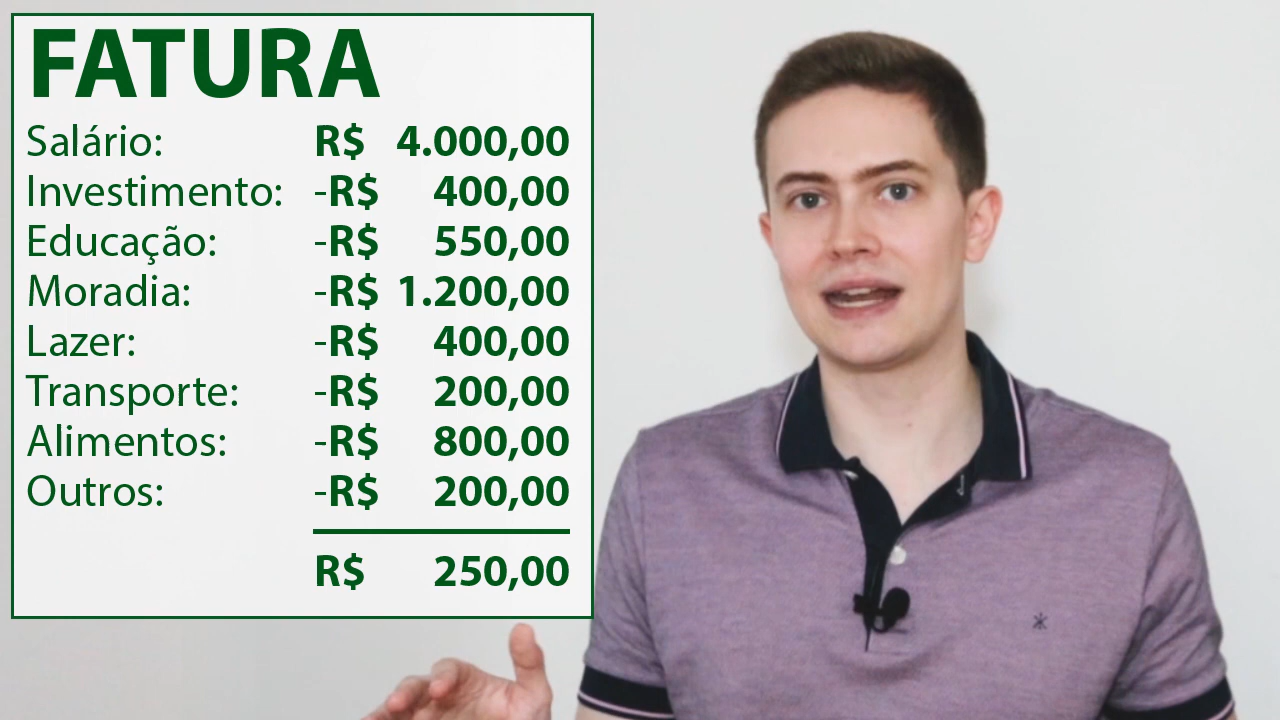 FATURA
Salário: R$ 4.000,00
Investimento: -R$ 400,00
Educação: -R$ 550,00
Moradia: -R$ 1.200,00
Lazer: -R$ 400,00
Transporte: -R$ 200,00
Alimentos: -R$ 800,00
Outros: -R$ 200,00
R$ 250,00